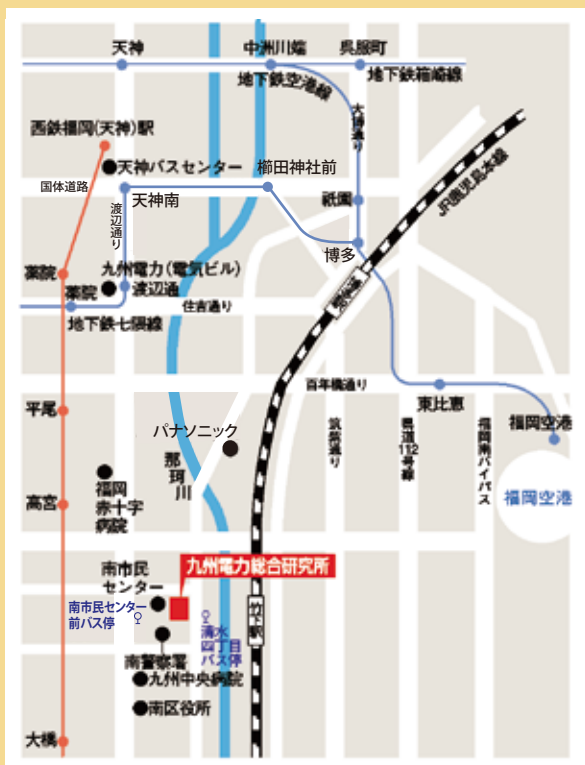 天神
中洲川端
呉服町
地下鉄空港線
地下鉄箱崎線
大博通り
西鉄福岡(天神)駅
天神バスセンター
櫛田神社前
国体道路
天神南
渡辺通り
祇園
JR鹿児島本線
博多
博多駅
薬院
九州電力(電気ビル)
薬院
渡辺通
住吉通り
地下鉄七隈線
百年橋通り
平尾
東比恵
福岡空港
パナソニック
筑紫通り
県道112号線
福岡南バイパス
那珂川
福岡
赤十字
病院
福岡空港
高宮
九州電力総合研究所
南市民
センター
南市民センター
前バス停
清水
四丁目
バス停
竹下駅
南警察署
九州中央病院
南区役所
大橋